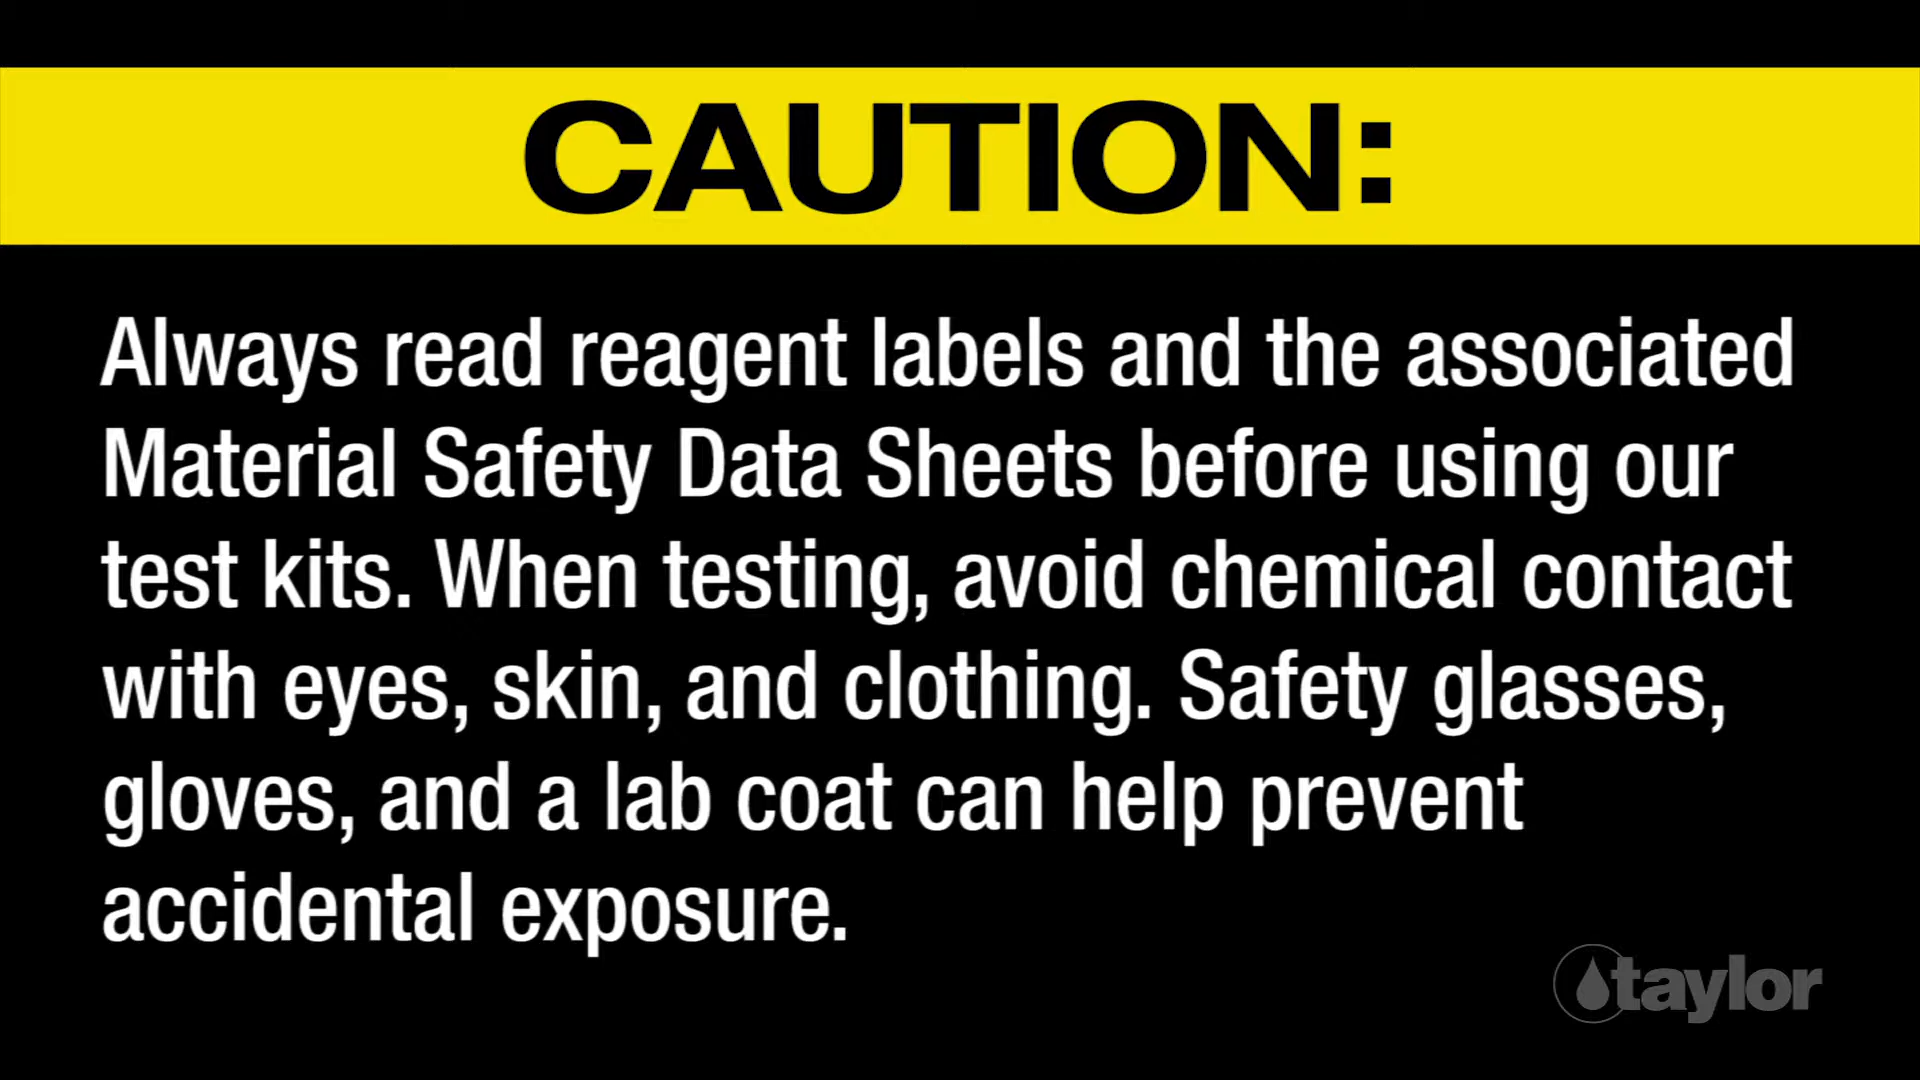 CAUTION:
Always read reagent labels and the associated
Material Safety Data Sheets before using our
test kits. When testing, avoid chemical contact
with eyes, skin, and clothing. Safety glasses,
gloves, and a lab coat can help prevent
accidental exposure.
taylor